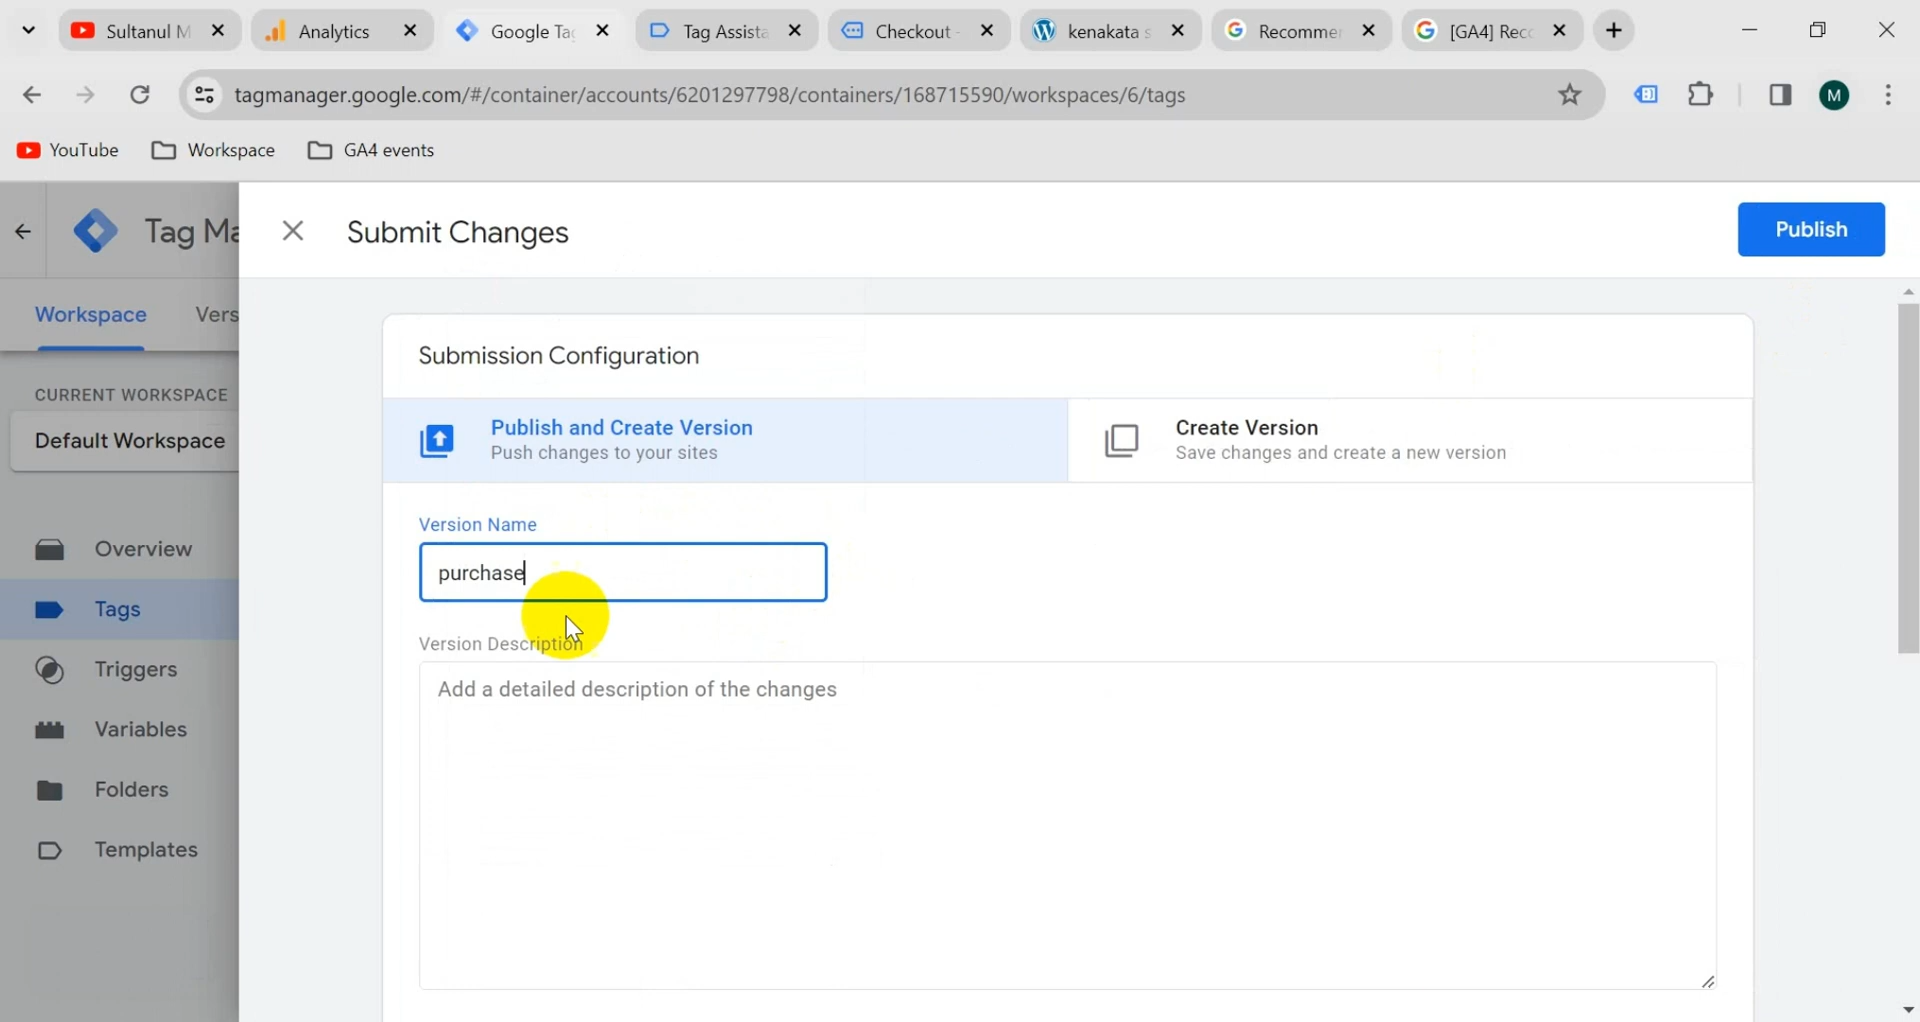 Sultanul M
Analytics
Google Ta
Tag Assista
Checkout -
kenakata s
Recomme
[GA4] Rec
tagmanager.google.com/#/container/accounts/6201297798/containers/168715590/workspaces/6/tags
M
YouTube
Workspace
GA4 events
Tag Ma
Submit Changes
Publish
Workspace
Vers
Submission Configuration
CURRENT WORKSPACE
Default Workspace
Publish and Create Version
Push changes to your sites
Create Version
Save changes and create a new version
Version Name
purchase
Overview
Tags
Triggers
Variables
Folders
Templates
Version Description
Add a detailed description of the changes